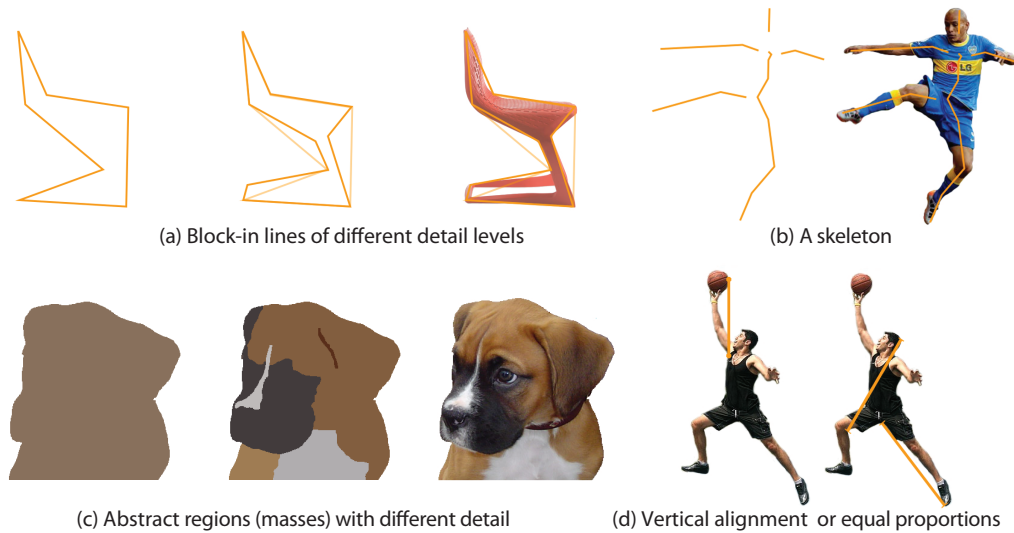 LG
(a) Block-in lines of different detail levels
(b) A skeleton
(c) Abstract regions (masses) with different detail
(d) Vertical alignment or equal proportions